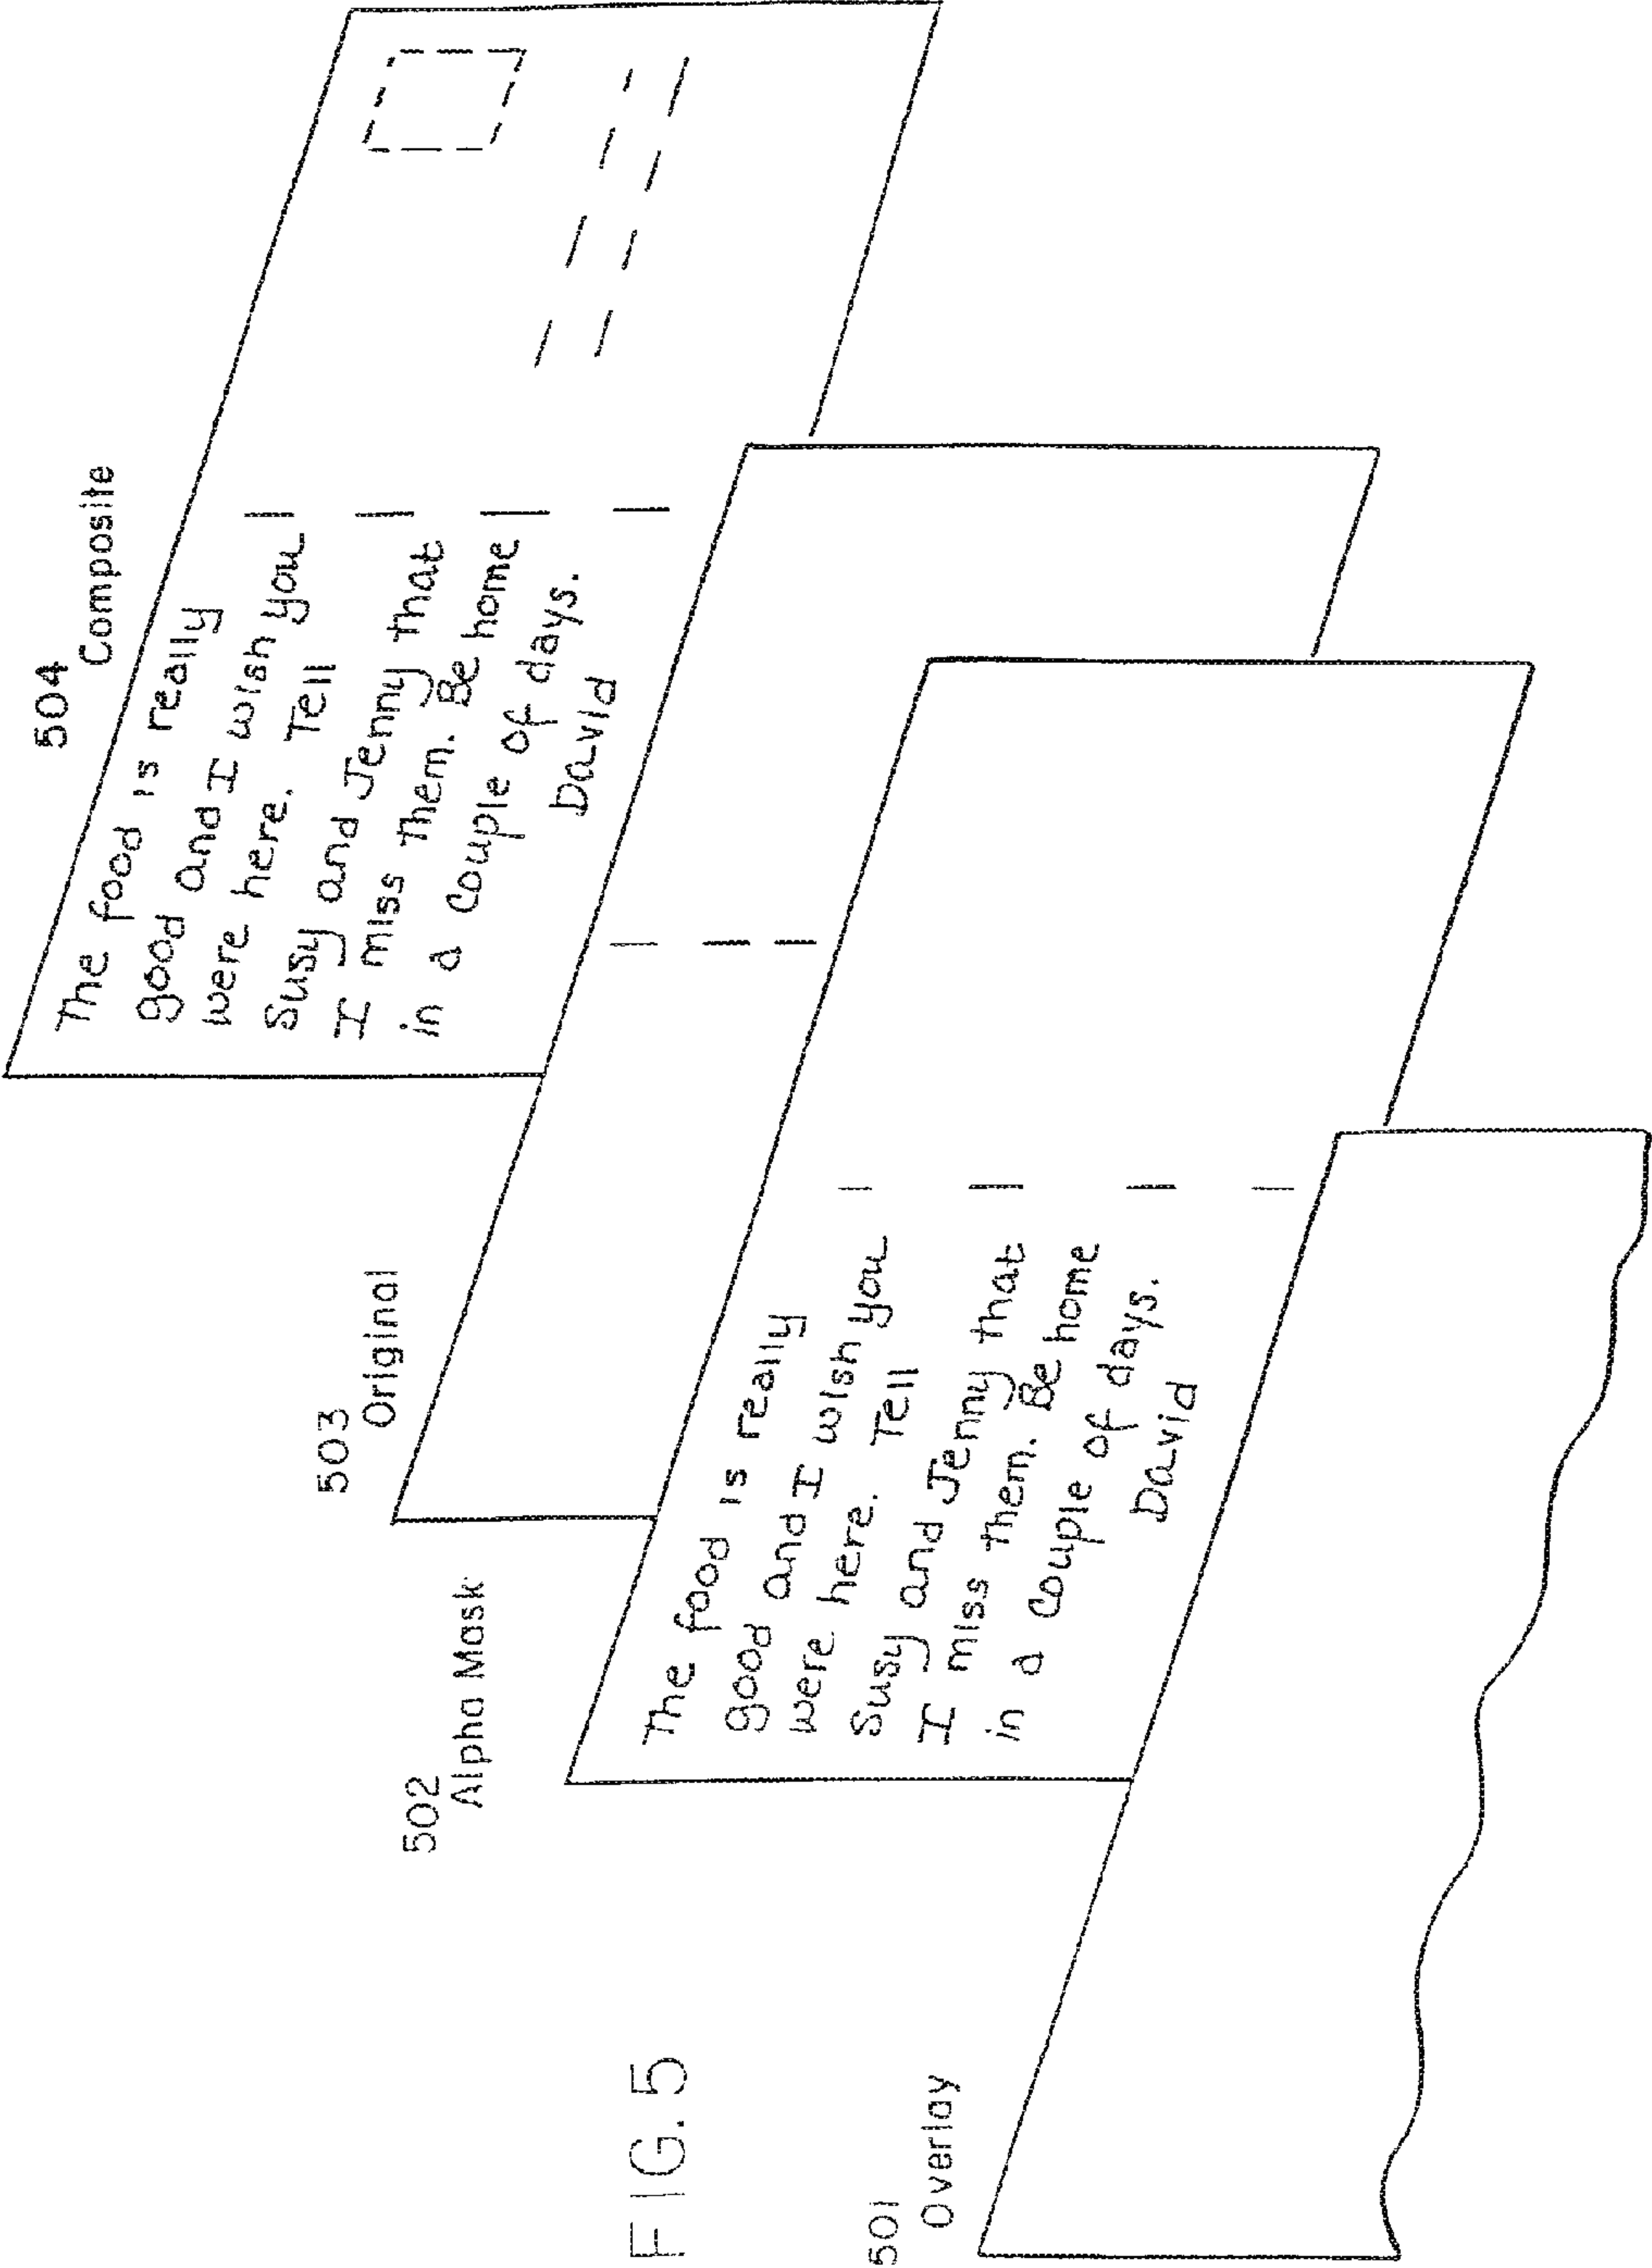 504
Composite
The food is really
good and I wish you
were here. Tell
Susy and Jenny that
I miss them. Be home
in a couple of days.
David
503
Original
502
Alpha Mask
The food is really
good and I wish you
were here. Tell
Susy and Jenny that
I miss them. Be home
in a couple of days.
David
FIG. 5
501
Overlay